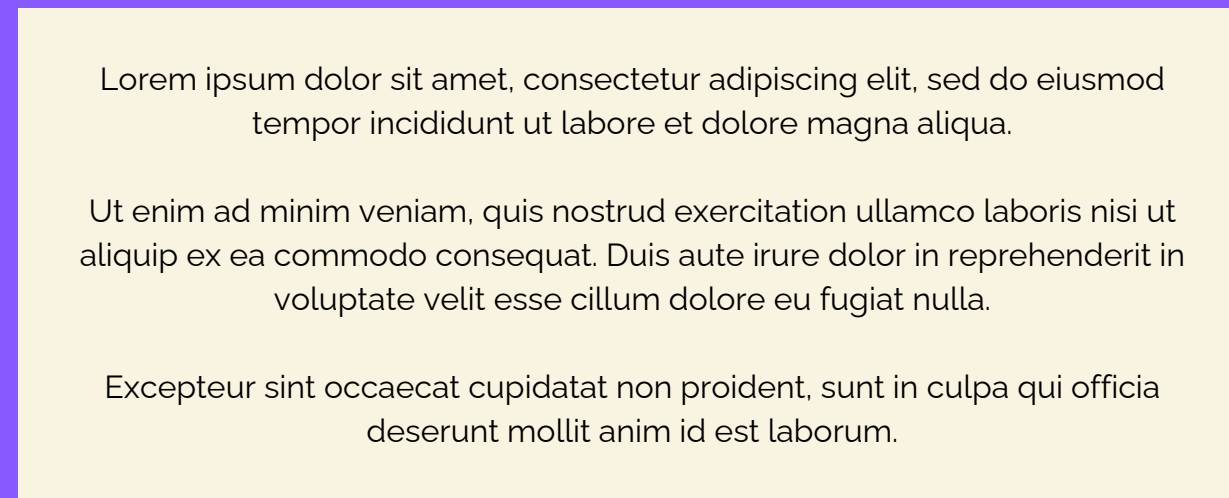 Lorem ipsum dolor sit amet, consectetur adipiscing elit, sed do eiusmod
tempor incididunt ut labore et dolore magna aliqua.
Ut enim ad minim veniam, quis nostrud exercitation ullamco laboris nisi ut
aliquip ex ea commodo consequat. Duis aute irure dolor in reprehenderit in
voluptate velit esse cillum dolore eu fugiat nulla.
Excepteur sint occaecat cupidatat non proident, sunt in culpa qui officia
deserunt mollit anim id est laborum.